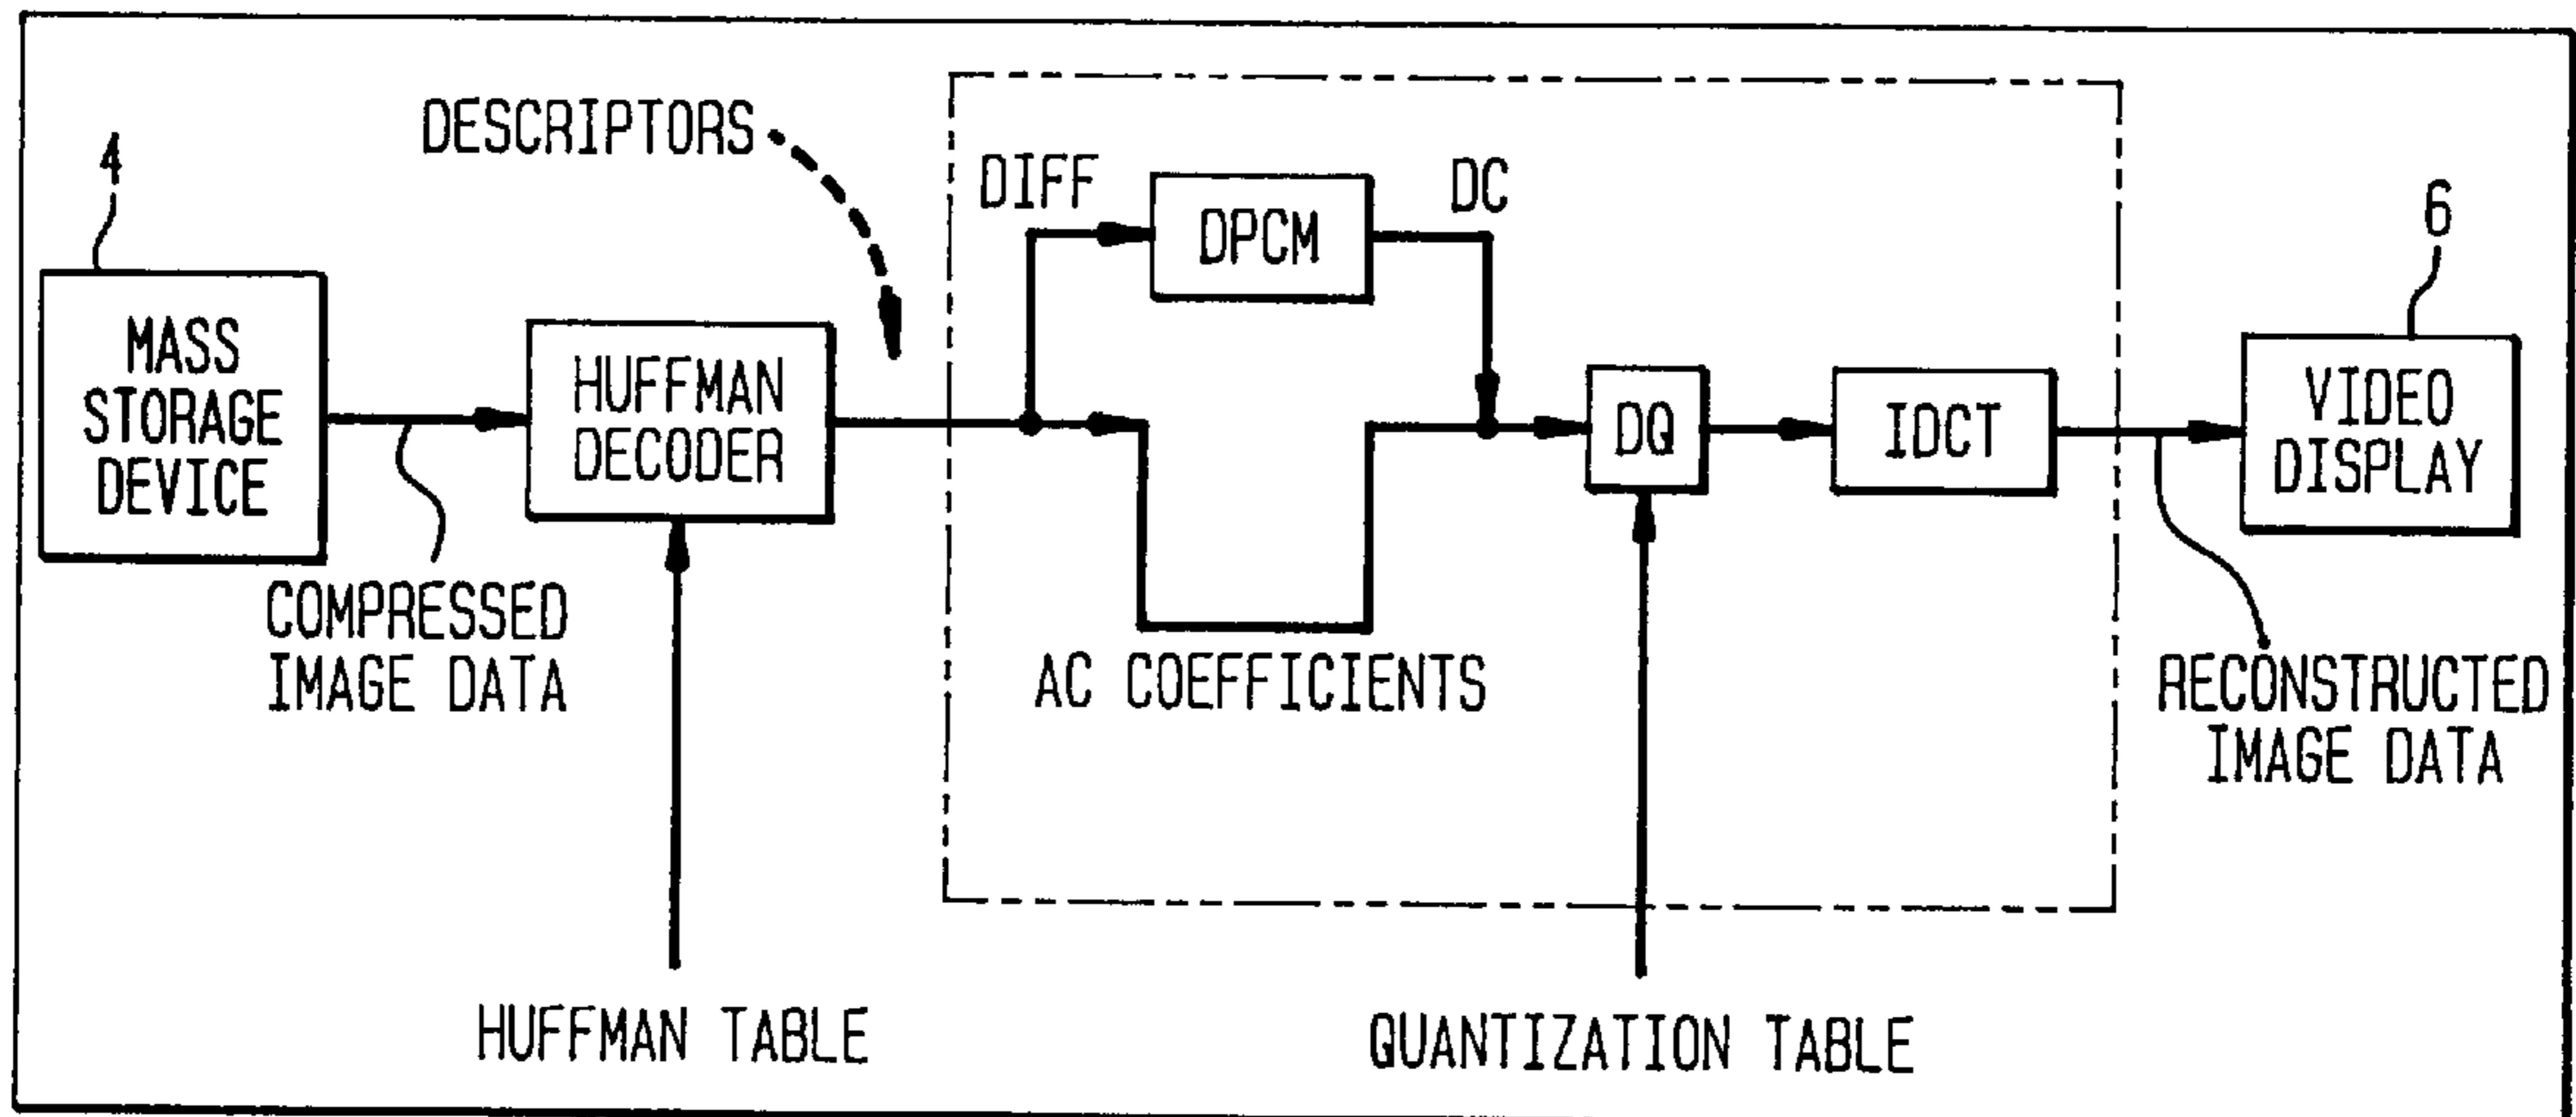 DESCRIPTORS
4
DIFF
DPCM
DC
6
MASS
STORAGE
DEVICE
HUFFMAN
DECODER
DQ
IDCT
VIDEO
DISPLAY
COMPRESSED
IMAGE DATA
AC COEFFICIENTS
RECONSTRUCTED
IMAGE DATA
HUFFMAN TABLE
QUANTIZATION TABLE